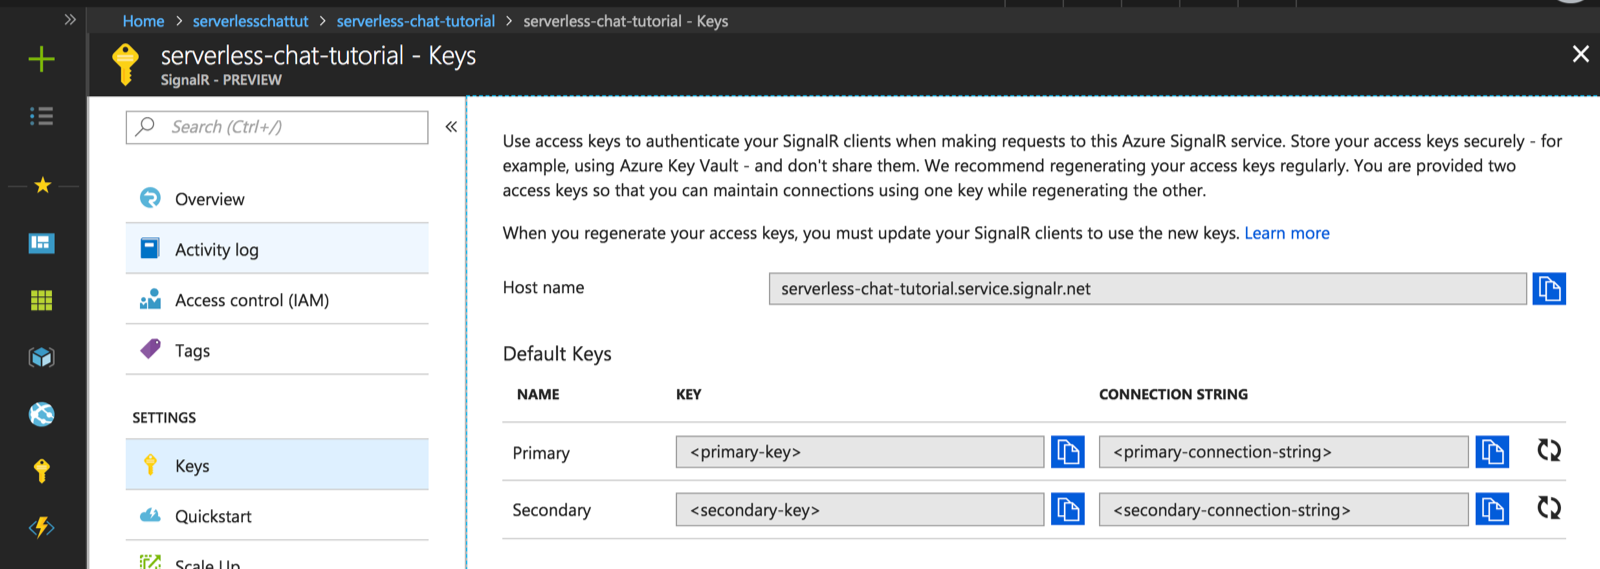 Home > serverlesschattut > serverless-chat-tutorial > serverless-chat-tutorial - Keys
serverless-chat-tutorial - Keys
SignalR - PREVIEW
Search (Ctrl+/)
Overview
Activity log
Access control (IAM)
Tags
SETTINGS
Keys
Quickstart
Scale Up
Use access keys to authenticate your SignalR clients when making requests to this Azure SignalR service. Store your access keys securely - for
example, using Azure Key Vault - and don't share them. We recommend regenerating your access keys regularly. You are provided two
access keys so that you can maintain connections using one key while regenerating the other.
When you regenerate your access keys, you must update your SignalR clients to use the new keys. Learn more
Host name serverless-chat-tutorial.service.signalr.net
Default Keys
NAME KEY CONNECTION STRING
Primary <primary-key> <primary-connection-string>
Secondary <secondary-key> <secondary-connection-string>